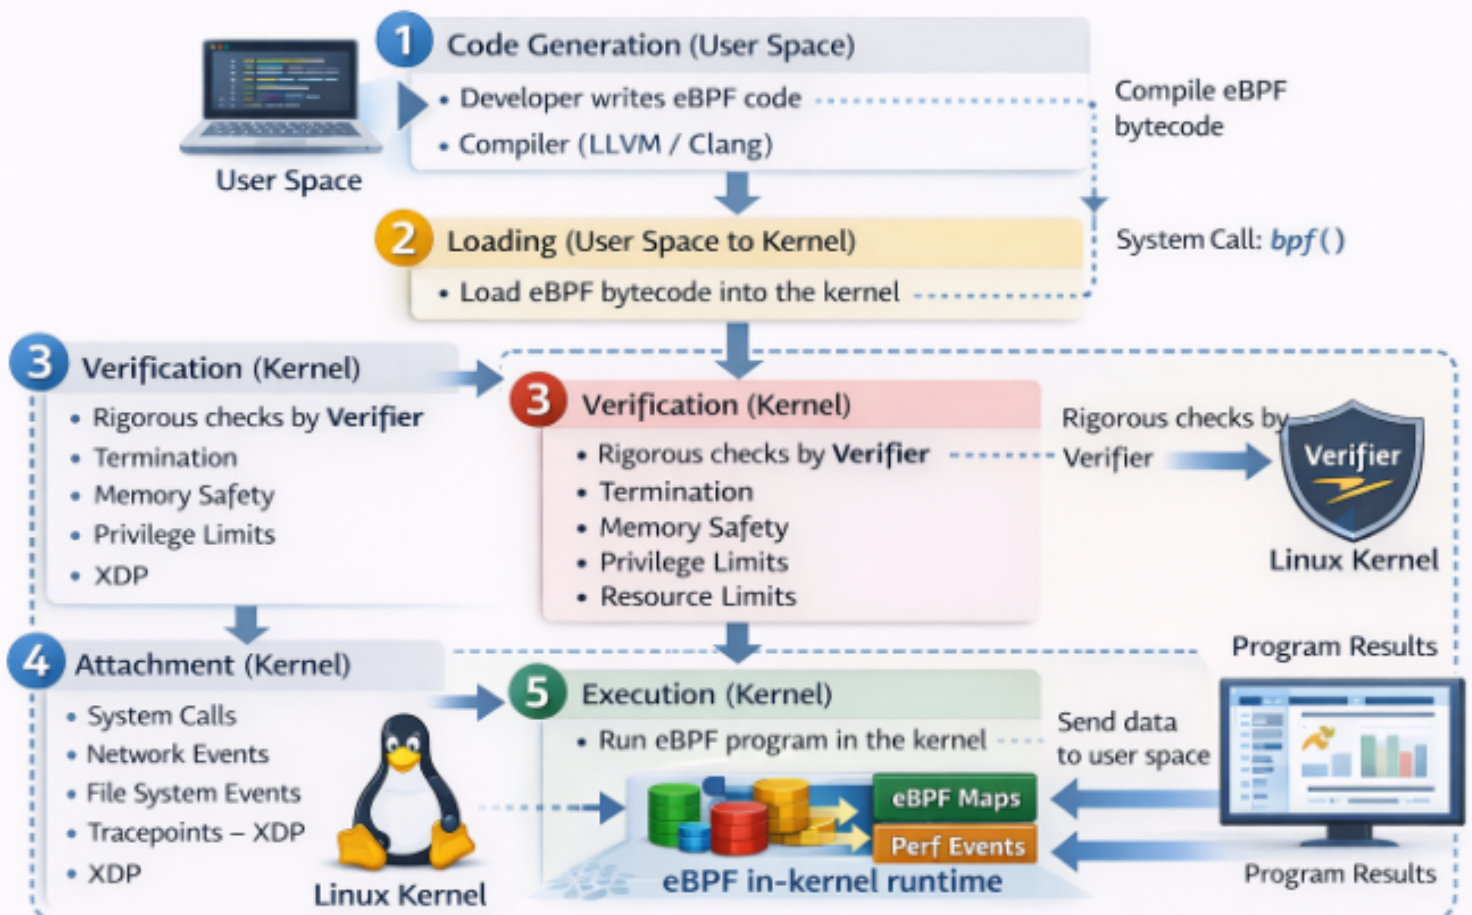 1 Code Generation (User Space)
• Developer writes eBPF code
• Compiler (LLVM / Clang)
User Space
Compile eBPF
bytecode
2 Loading (User Space to Kernel)
• Load eBPF bytecode into the kernel
System Call: bpf()
3 Verification (Kernel)
• Rigorous checks by Verifier
• Termination
• Memory Safety
• Privilege Limits
• XDP
3 Verification (Kernel)
• Rigorous checks by Verifier
• Termination
• Memory Safety
• Privilege Limits
• Resource Limits
Rigorous checks by
Verifier
Verifier
Linux Kernel
4 Attachment (Kernel)
• System Calls
• Network Events
• File System Events
• Tracepoints – XDP
• XDP
Linux Kernel
5 Execution (Kernel)
• Run eBPF program in the kernel
eBPF Maps
Perf Events
eBPF in-kernel runtime
Send data
to user space
Program Results
Program Results